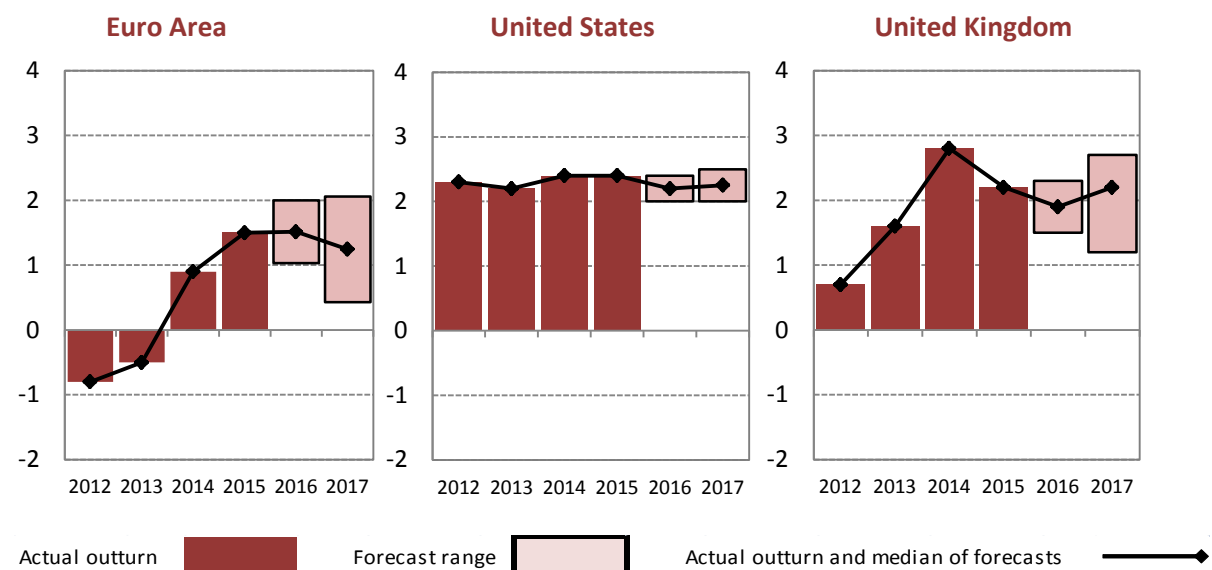 Euro Area
United States
United Kingdom
4
3
2
1
0
-1
-2
2012 2013 2014 2015 2016 2017
4
3
2
1
0
-1
-2
2012 2013 2014 2015 2016 2017
4
3
2
1
0
-1
-2
2012 2013 2014 2015 2016 2017
Actual outturn
Forecast range
Actual outturn and median of forecasts